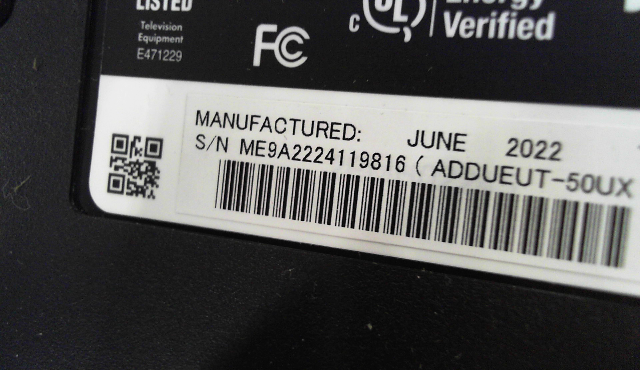 LISTED
Television
Equipment
E471229
FC
c UL
Energy
Verified
MANUFACTURED: JUNE 2022
S/N ME9A2224119816 ( ADDUEUT-50UX